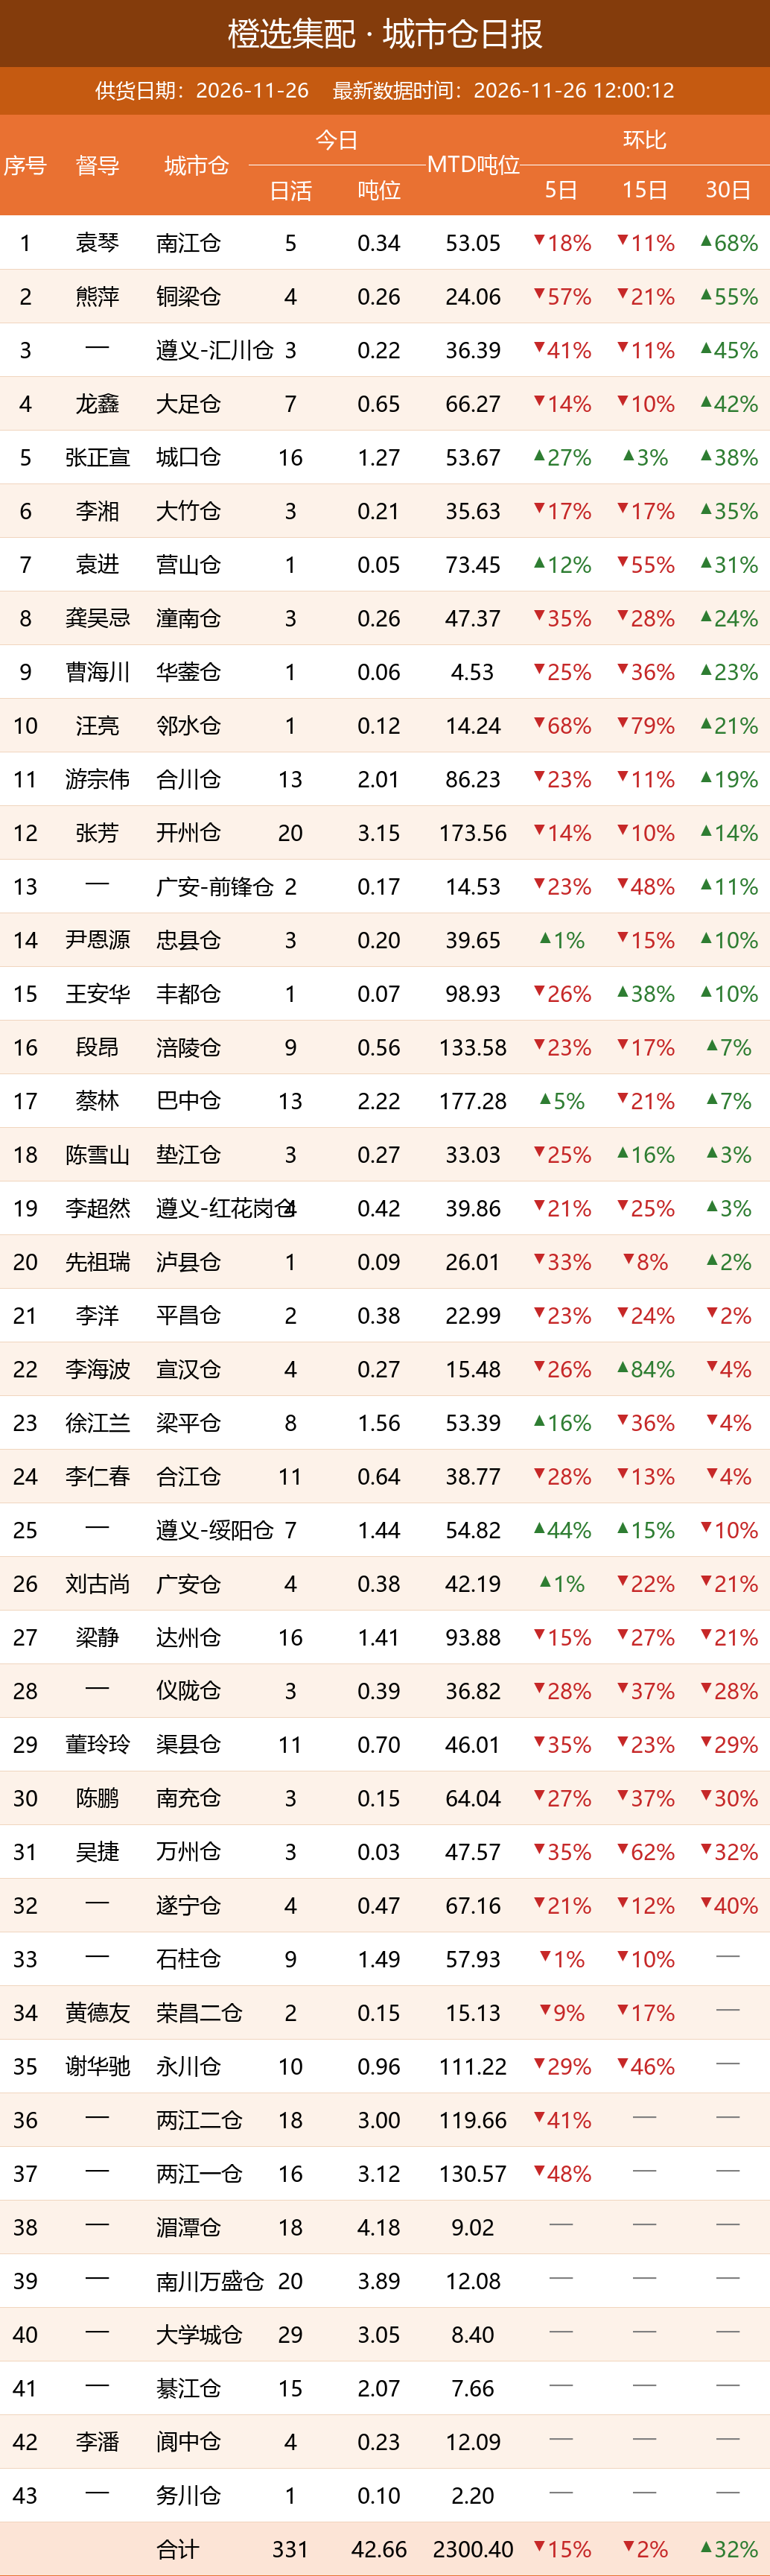 橙选集配 · 城市仓日报
供货日期：2026-11-26 最新数据时间：2026-11-26 12:00:12
序号 督导 城市仓 今日 MTD吨位 环比
日活 吨位 5日 15日 30日
1 袁琴 南江仓 5 0.34 53.05 ▼18% ▼11% ▲68%
2 熊萍 铜梁仓 4 0.26 24.06 ▼57% ▼21% ▲55%
3 — 遵义-汇川仓 3 0.22 36.39 ▼41% ▼11% ▲45%
4 龙鑫 大足仓 7 0.65 66.27 ▼14% ▼10% ▲42%
5 张正宣 城口仓 16 1.27 53.67 ▲27% ▲3% ▲38%
6 李湘 大竹仓 3 0.21 35.63 ▼17% ▼17% ▲35%
7 袁进 营山仓 1 0.05 73.45 ▲12% ▼55% ▲31%
8 龚昊忌 潼南仓 3 0.26 47.37 ▼35% ▼28% ▲24%
9 曹海川 华蓥仓 1 0.06 4.53 ▼25% ▼36% ▲23%
10 汪亮 邻水仓 1 0.12 14.24 ▼68% ▼79% ▲21%
11 游宗伟 合川仓 13 2.01 86.23 ▼23% ▼11% ▲19%
12 张芳 开州仓 20 3.15 173.56 ▼14% ▼10% ▲14%
13 — 广安-前锋仓 2 0.17 14.53 ▼23% ▼48% ▲11%
14 尹恩源 忠县仓 3 0.20 39.65 ▲1% ▼15% ▲10%
15 王安华 丰都仓 1 0.07 98.93 ▼26% ▲38% ▲10%
16 段昂 涪陵仓 9 0.56 133.58 ▼23% ▼17% ▲7%
17 蔡林 巴中仓 13 2.22 177.28 ▲5% ▼21% ▲7%
18 陈雪山 垫江仓 3 0.27 33.03 ▼25% ▲16% ▲3%
19 李超然 遵义-红花岗仓 4 0.42 39.86 ▼21% ▼25% ▲3%
20 先祖瑞 泸县仓 1 0.09 26.01 ▼33% ▼8% ▲2%
21 李洋 平昌仓 2 0.38 22.99 ▼23% ▼24% ▼2%
22 李海波 宣汉仓 4 0.27 15.48 ▼26% ▲84% ▼4%
23 徐江兰 梁平仓 8 1.56 53.39 ▲16% ▼36% ▼4%
24 李仁春 合江仓 11 0.64 38.77 ▼28% ▼13% ▼4%
25 — 遵义-绥阳仓 7 1.44 54.82 ▲44% ▲15% ▼10%
26 刘古尚 广安仓 4 0.38 42.19 ▲1% ▼22% ▼21%
27 梁静 达州仓 16 1.41 93.88 ▼15% ▼27% ▼21%
28 — 仪陇仓 3 0.39 36.82 ▼28% ▼37% ▼28%
29 董玲玲 渠县仓 11 0.70 46.01 ▼35% ▼23% ▼29%
30 陈鹏 南充仓 3 0.15 64.04 ▼27% ▼37% ▼30%
31 吴捷 万州仓 3 0.03 47.57 ▼35% ▼62% ▼32%
32 — 遂宁仓 4 0.47 67.16 ▼21% ▼12% ▼40%
33 — 石柱仓 9 1.49 57.93 ▼1% ▼10% —
34 黄德友 荣昌二仓 2 0.15 15.13 ▼9% ▼17% —
35 谢华驰 永川仓 10 0.96 111.22 ▼29% ▼46% —
36 — 两江二仓 18 3.00 119.66 ▼41% — —
37 — 两江一仓 16 3.12 130.57 ▼48% — —
38 — 湄潭仓 18 4.18 9.02 — — —
39 — 南川万盛仓 20 3.89 12.08 — — —
40 — 大学城仓 29 3.05 8.40 — — —
41 — 綦江仓 15 2.07 7.66 — — —
42 李潘 阆中仓 4 0.23 12.09 — — —
43 — 务川仓 1 0.10 2.20 — — —
合计 331 42.66 2300.40 ▼15% ▼2% ▲32%